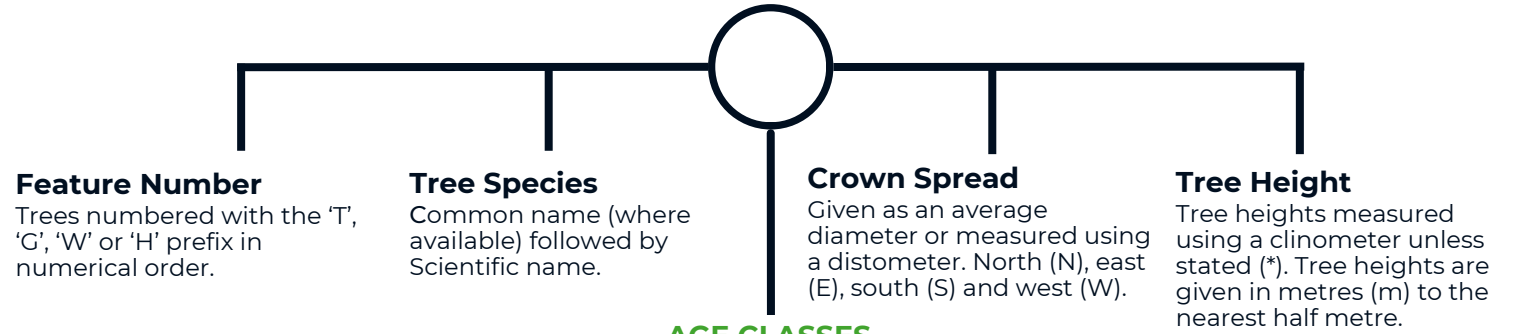 Feature Number
Trees numbered with the ‘T’,
‘G’, ‘W’ or ‘H’ prefix in
numerical order.
Tree Species
Common name (where
available) followed by
Scientific name.
Crown Spread
Given as an average
diameter or measured using
a distometer. North (N), east
(E), south (S) and west (W).
Tree Height
Tree heights measured
using a clinometer unless
stated (*). Tree heights are
given in metres (m) to the
nearest half metre.
AGE CLASSES